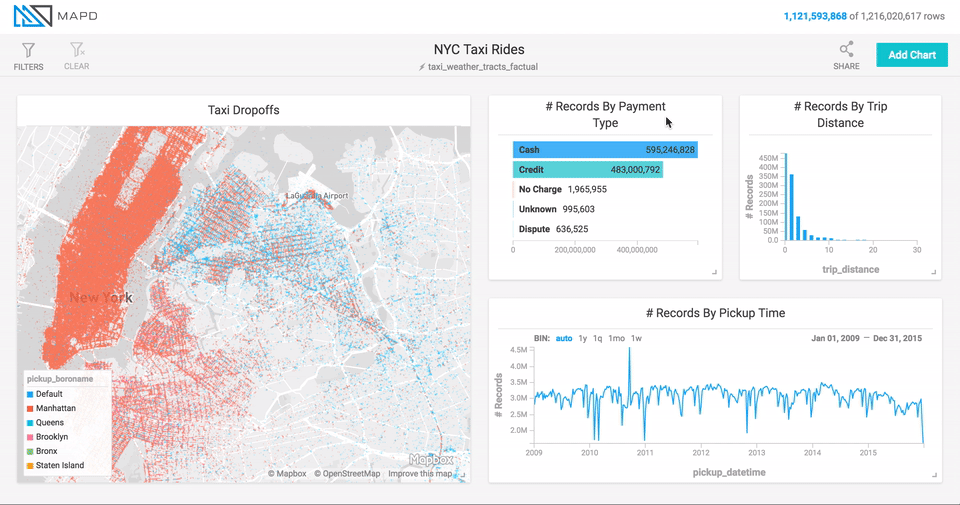 MAPD
1,121,593,868 of 1,216,020,617 rows
FILTERS
CLEAR
NYC Taxi Rides
taxi_weather_tracts_factual
SHARE
Add Chart
Taxi Dropoffs
LaGuardia Airport
New York
pickup_boroname
Default
Manhattan
Queens
Brooklyn
Bronx
Staten Island
Mapbox
© Mapbox © OpenStreetMap Improve this map
# Records By Payment
Type
Cash 595,246,828
Credit 483,000,792
No Charge 1,965,955
Unknown 995,603
Dispute 636,525
0 200,000,000 400,000,000
# Records By Trip
Distance
# Records
450M
400M
350M
300M
250M
200M
150M
100M
50M
0.0
0 10 20 30
trip_distance
# Records By Pickup Time
BIN: auto 1y 1q 1mo 1w
Jan 01, 2009 — Dec 31, 2015
# Records
4.5M
4.0M
3.5M
3.0M
2.5M
2.0M
2009 2010 2011 2012 2013 2014 2015
pickup_datetime